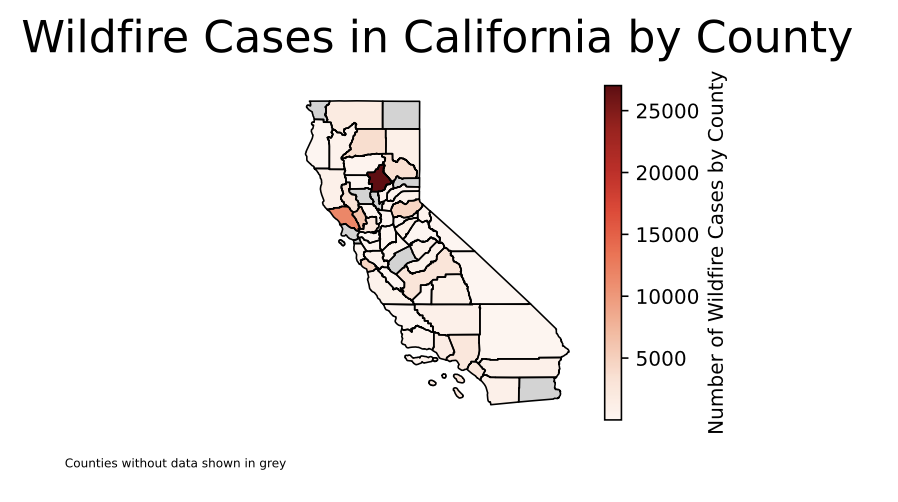 Wildfire Cases in California by County
25000
20000
15000
10000
5000
Number of Wildfire Cases by County
Counties without data shown in grey